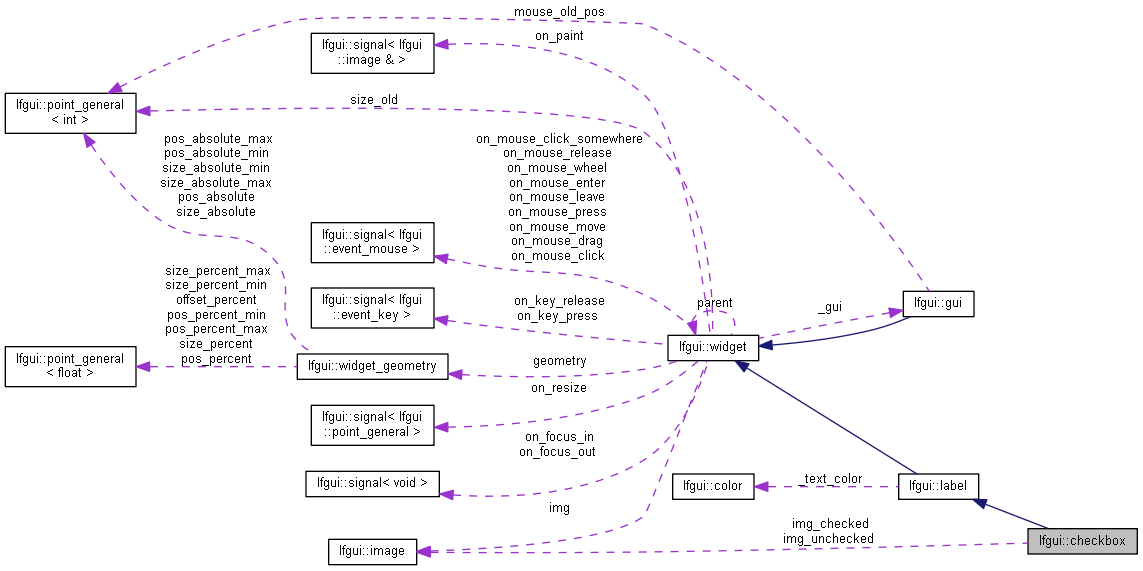 mouse_old_pos
lfgui::signal< lfgui
::image & >
on_paint
lfgui::point_general
< int >
size_old
pos_absolute_max
pos_absolute_min
size_absolute_min
size_absolute_max
pos_absolute
size_absolute
on_mouse_click_somewhere
on_mouse_release
on_mouse_wheel
on_mouse_enter
on_mouse_leave
on_mouse_press
on_mouse_move
on_mouse_drag
on_mouse_click
lfgui::signal< lfgui
::event_mouse >
size_percent_max
size_percent_min
offset_percent
pos_percent_min
pos_percent_max
size_percent
pos_percent
lfgui::signal< lfgui
::event_key >
on_key_release
on_key_press
parent
_gui
lfgui::gui
lfgui::widget
lfgui::point_general
< float >
lfgui::widget_geometry
geometry
on_resize
lfgui::signal< lfgui
::point_general >
on_focus_in
on_focus_out
lfgui::signal< void >
lfgui::color
_text_color
lfgui::label
img
img_checked
img_unchecked
lfgui::image
lfgui::checkbox